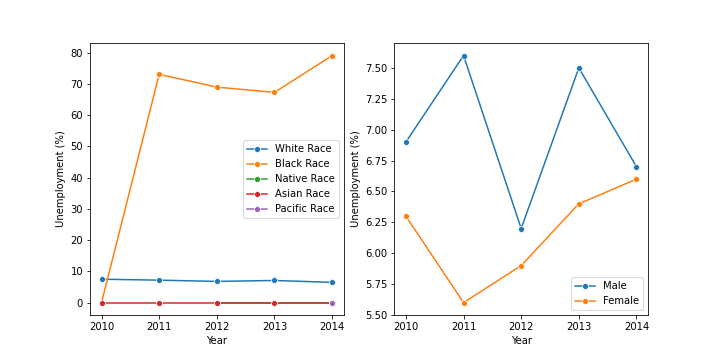 80
70
60
50
40
30
20
10
0
Unemployment (%)
2010 2011 2012 2013 2014
Year
White Race
Black Race
Native Race
Asian Race
Pacific Race
7.50
7.25
7.00
6.75
6.50
6.25
6.00
5.75
5.50
Unemployment (%)
2010 2011 2012 2013 2014
Year
Male
Female